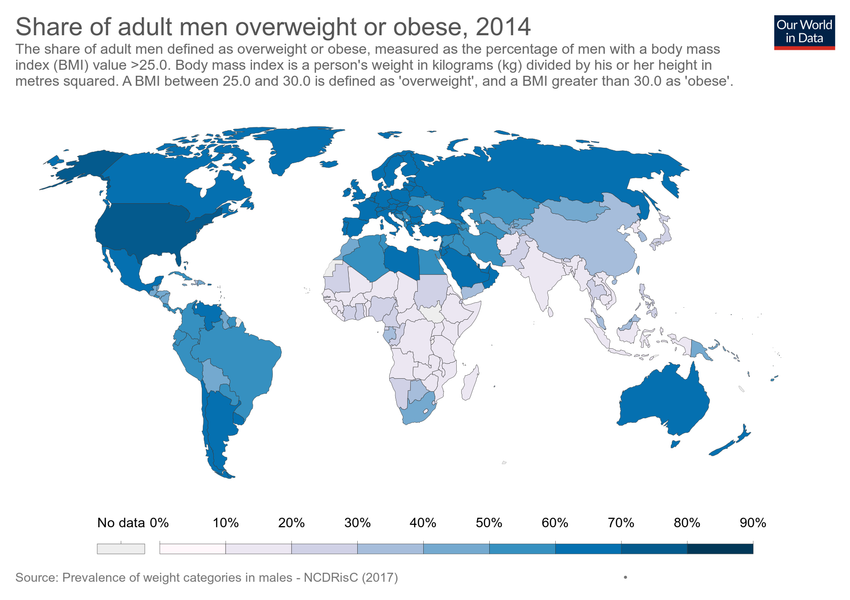 Share of adult men overweight or obese, 2014
Our World
in Data
The share of adult men defined as overweight or obese, measured as the percentage of men with a body mass
index (BMI) value >25.0. Body mass index is a person's weight in kilograms (kg) divided by his or her height in
metres squared. A BMI between 25.0 and 30.0 is defined as 'overweight', and a BMI greater than 30.0 as 'obese'.
No data 0% 10% 20% 30% 40% 50% 60% 70% 80% 90%
Source: Prevalence of weight categories in males - NCDRisC (2017)